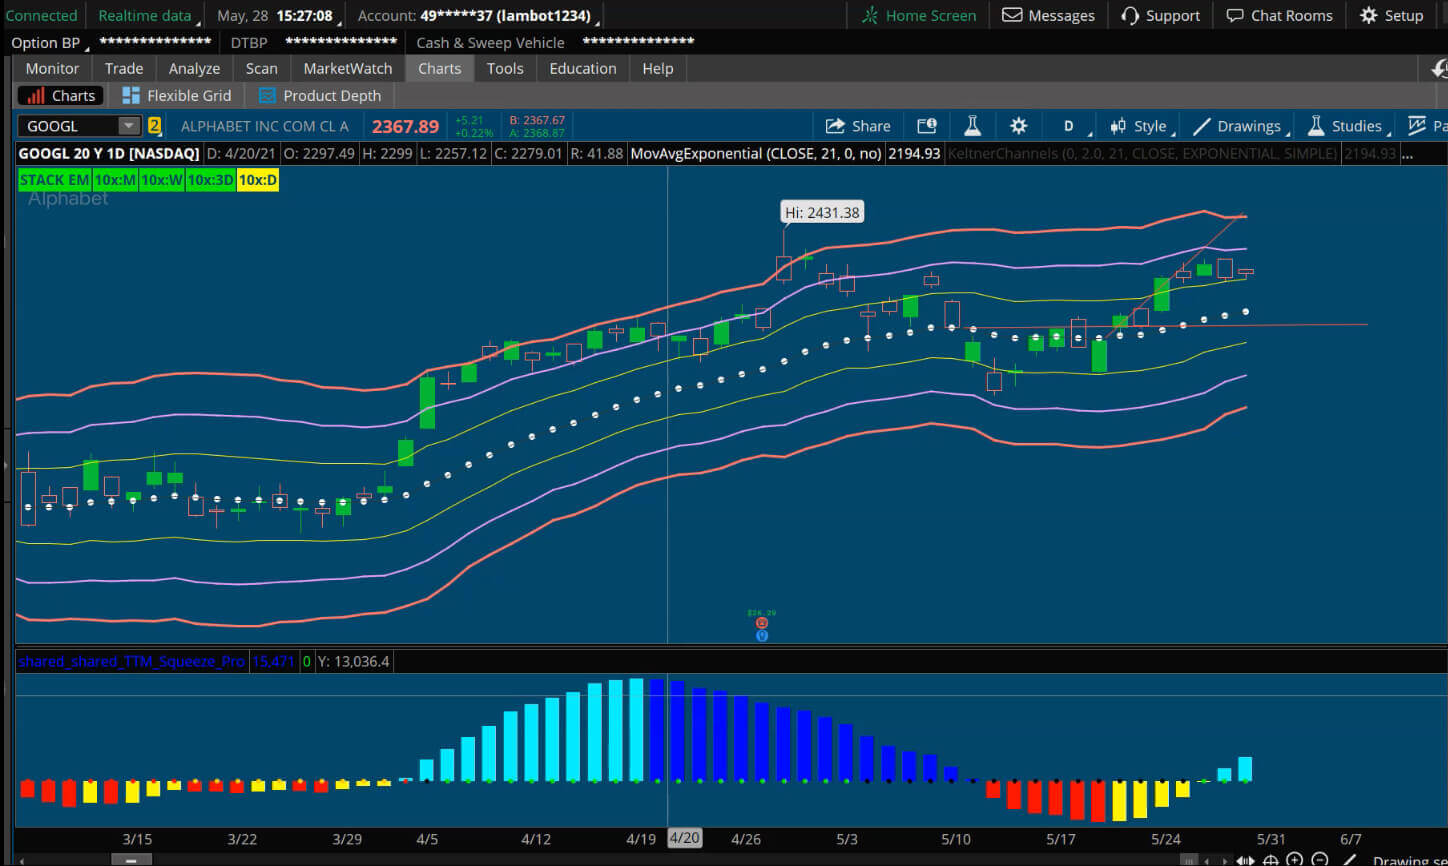 Connected Realtime data May, 28 15:27:08 Account: 49*****37 (lambot1234) Home Screen Messages Support Chat Rooms Setup
Option BP ************** DTBP ************** Cash & Sweep Vehicle **************
Monitor Trade Analyze Scan MarketWatch Charts Tools Education Help
Charts Flexible Grid Product Depth
GOOGL 2 ALPHABET INC COM CL A 2367.89 +5.21 +0.22% B: 2367.67 A: 2368.87 Share D Style Drawings Studies Pa
GOOGL 20 Y 1D [NASDAQ] D: 4/20/21 O: 2297.49 H: 2299 L: 2257.12 C: 2279.01 R: 41.88 MovAvgExponential (CLOSE, 21, 0, no) 2194.93 KeltnerChannels (0, 2.0, 21, CLOSE, EXPONENTIAL, SIMPLE) 2194.93 ...
STACK EM 10x:M 10x:W 10x:3D 10x:D
Alphabet
Hi: 2431.38
$26.29
shared_shared_TTM_Squeeze_Pro 15,471 0 Y: 13,036.4
3/15 3/22 3/29 4/5 4/12 4/19 4/20 4/26 5/3 5/10 5/17 5/24 5/31 6/7
Drawing se